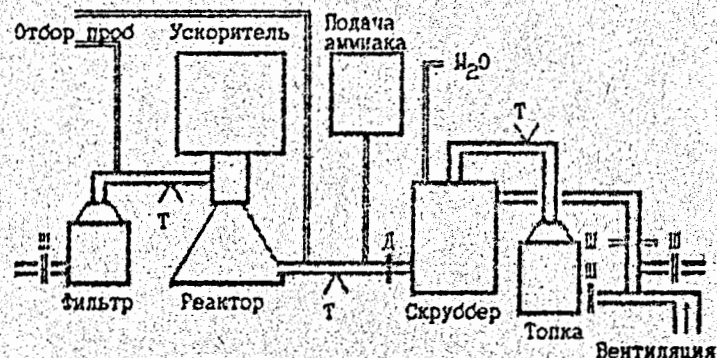 Отбор проб
Ускоритель
Подача
аммиака
H₂O
Т
Ш
Т
Д
Ш
Ш
Ш
Т
Фильтр
Реактор
Скруббер
Топка
Вентиляция